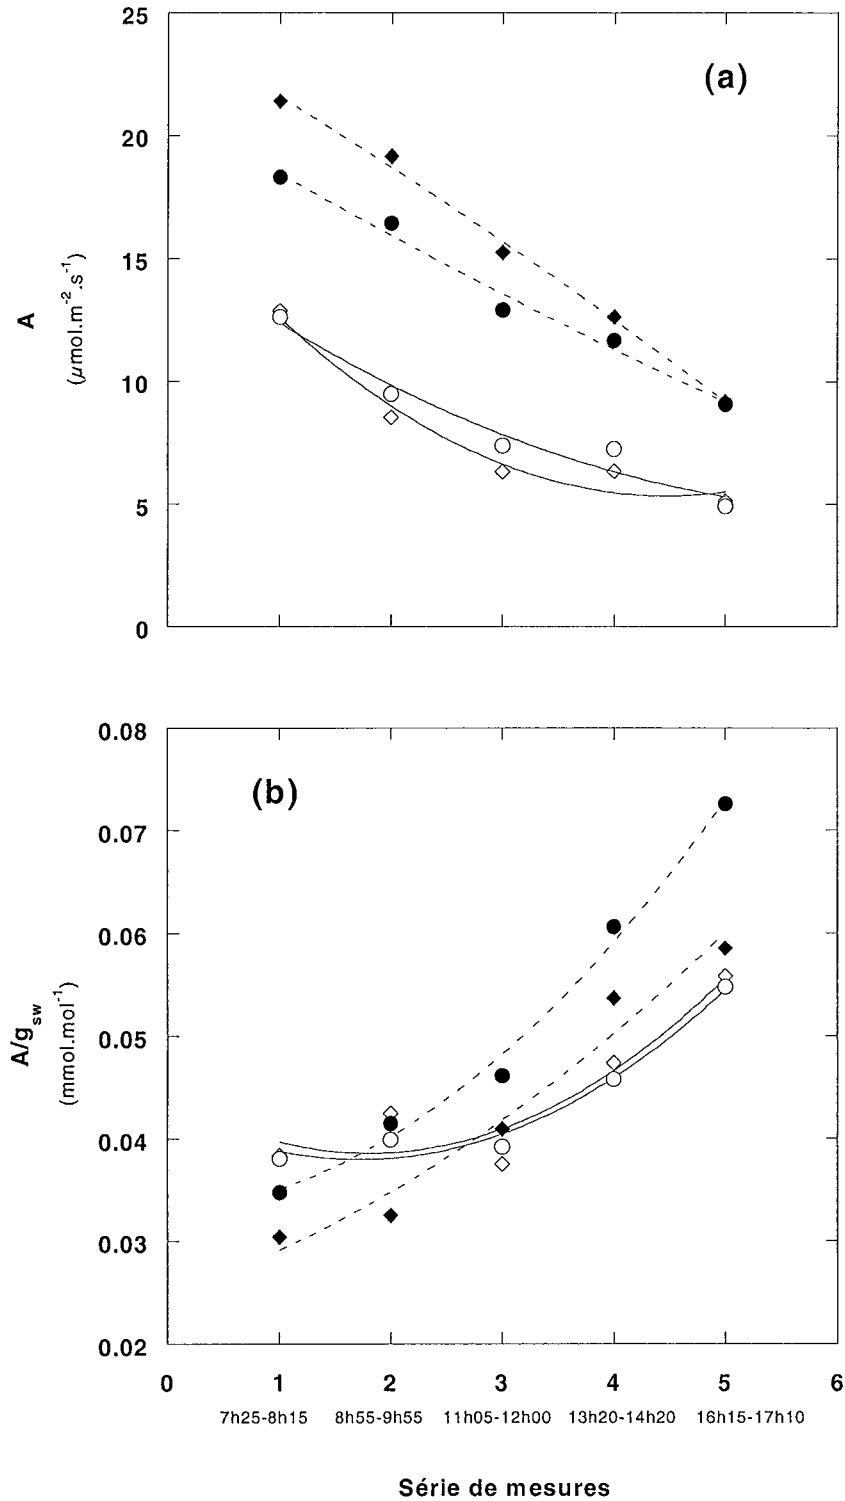 25
(a)
20
15
A
(μmol.m-2.s-1)
10
5
0
0.08
(b)
0.07
0.06
A/gsw
(mmol.mol-1)
0.05
0.04
0.03
0.02
0 1 2 3 4 5 6
7h25-8h15 8h55-9h55 11h05-12h00 13h20-14h20 16h15-17h10
Série de mesures